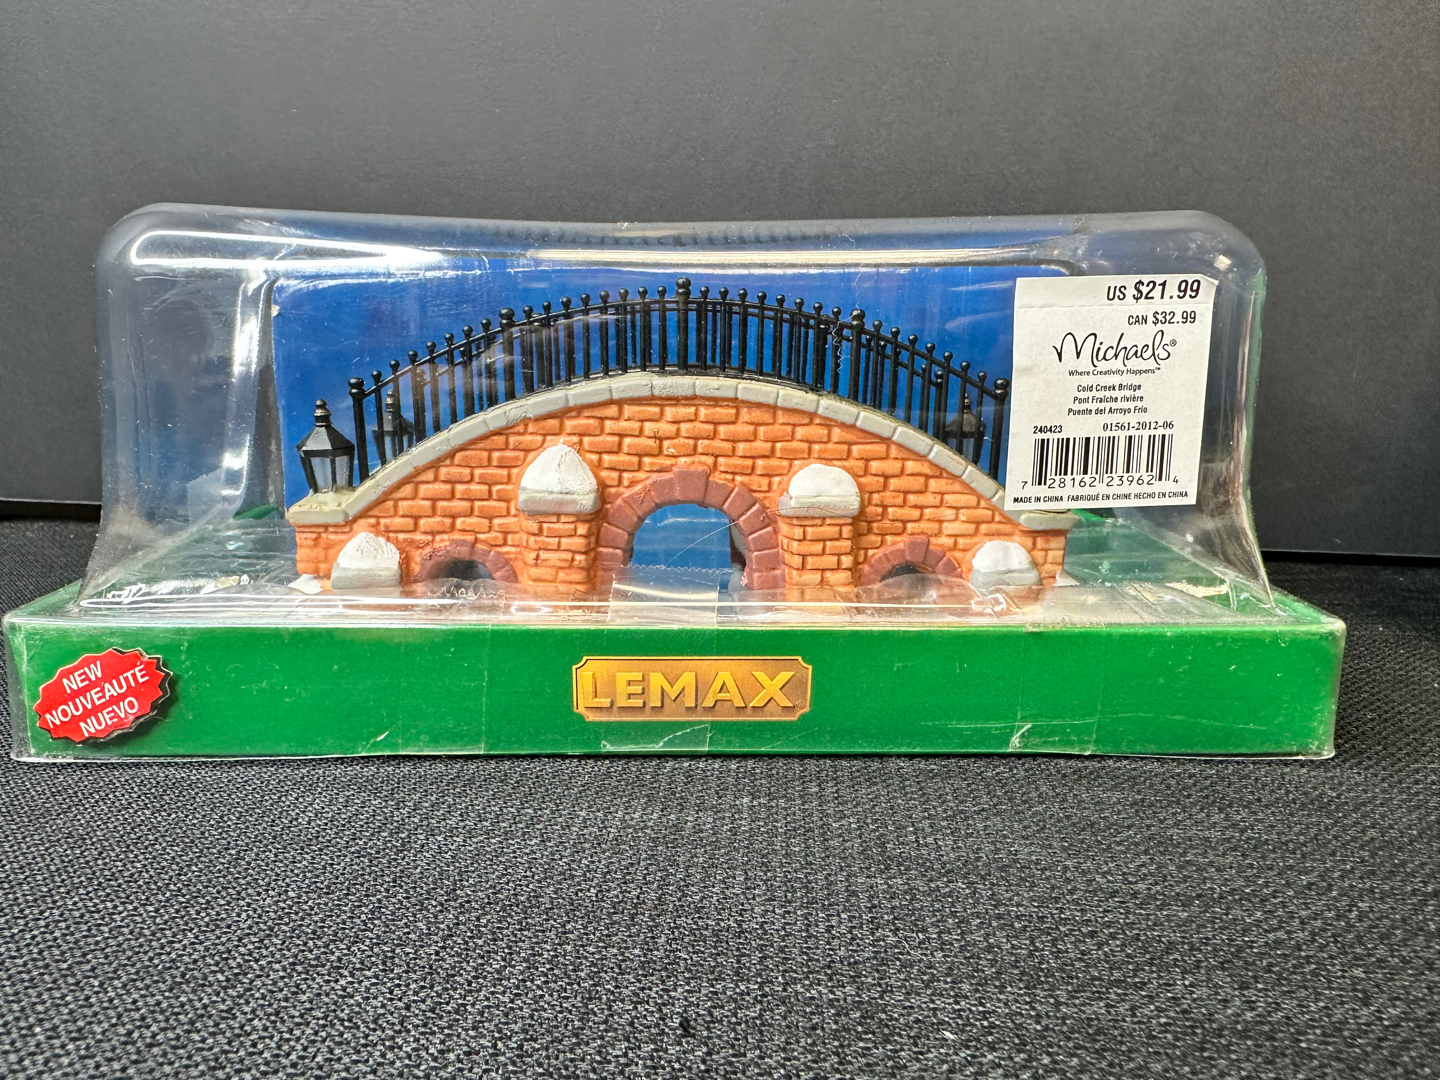 US $21.99
CAN $32.99
Michaels®
Where Creativity Happens™
Cold Creek Bridge
Pont Fraîche rivière
Puente del Arroyo Frío
240423 01561-2012-06
7 28162 23962 4
MADE IN CHINA FABRIQUÉ EN CHINE HECHO EN CHINA
NEW
NOUVEAUTÉ
NUEVO
LEMAX